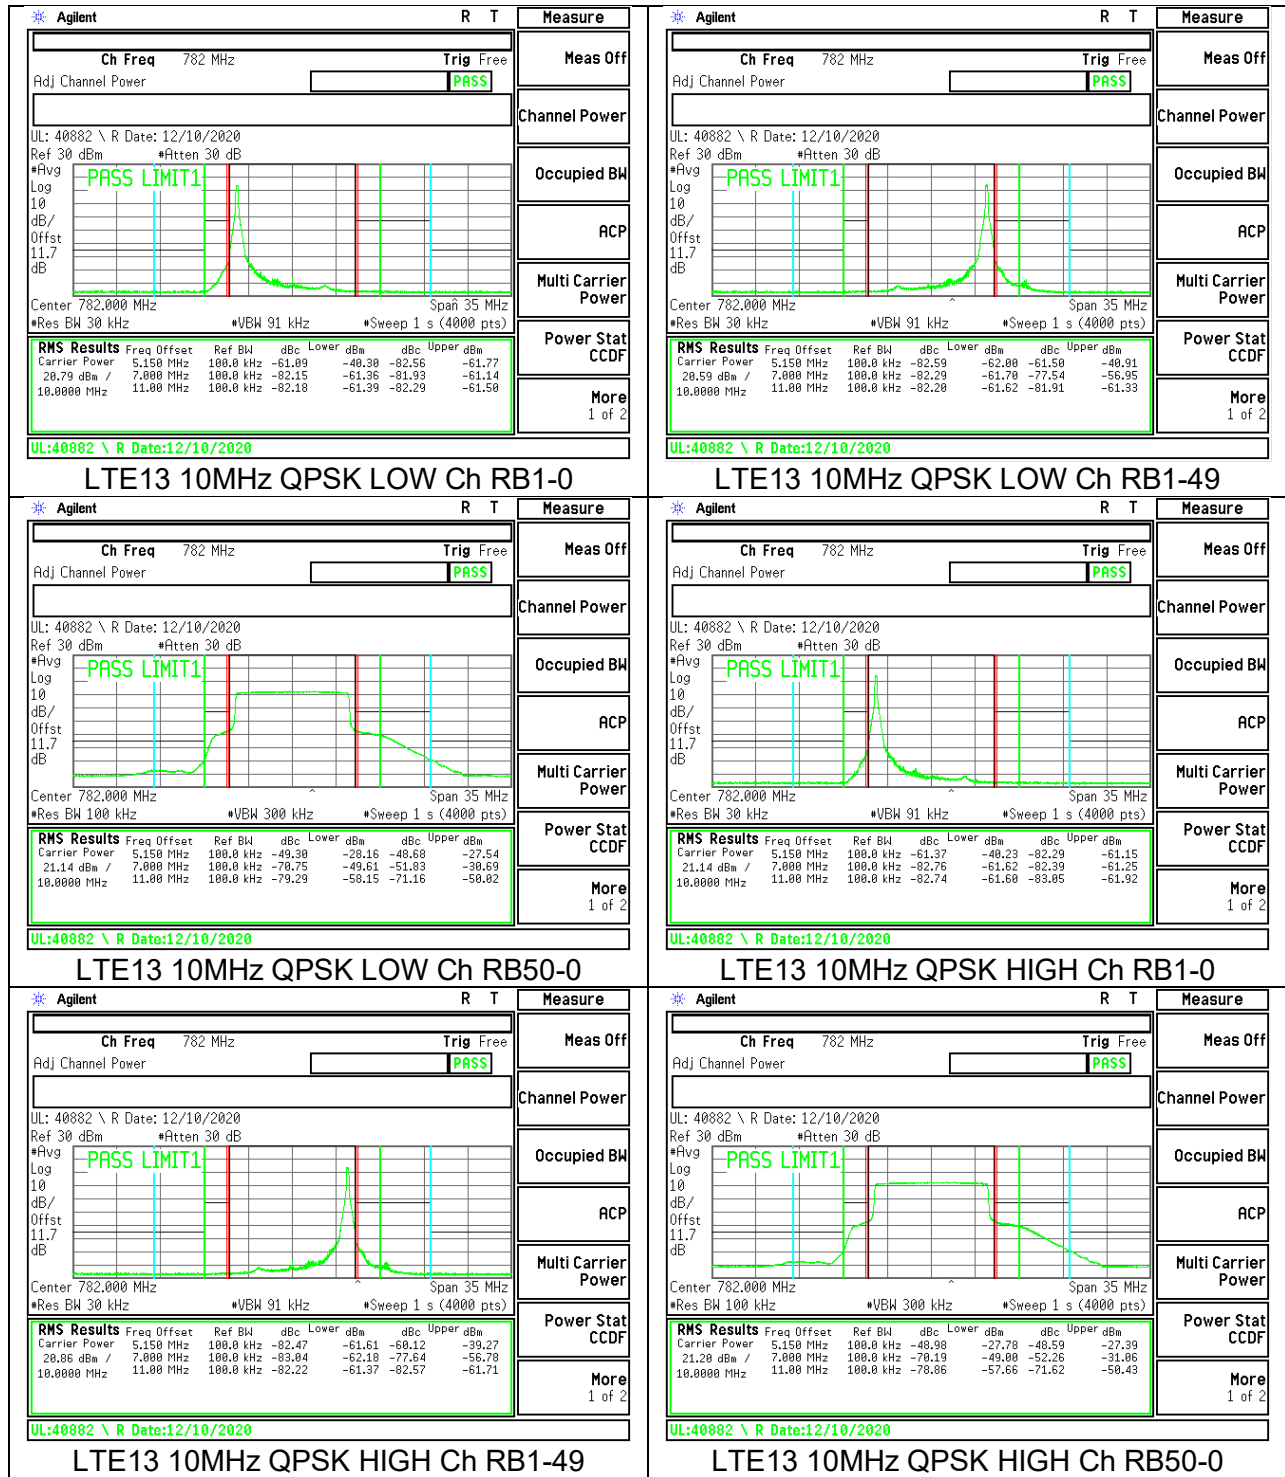 Agilent R T Measure
Ch Freq 782 MHz Trig Free Meas Off
Adj Channel Power PASS
Channel Power
UL: 40882 \ R Date: 12/10/2020
Ref 30 dBm #Atten 30 dB
#Avg PASS LIMIT1 Occupied BW
Log
10
dB/ ACP
Offst
11.7
dB
Multi Carrier
Power
Center 782.000 MHz Span 35 MHz
#Res BW 30 kHz #VBW 91 kHz #Sweep 1 s (4000 pts)
Power Stat
CCDF
RMS Results Freq Offset Ref BW dBc Lower dBm dBc Upper dBm
Carrier Power 5.150 MHz 100.0 kHz -61.09 -40.30 -82.56 -61.77
20.79 dBm / 7.000 MHz 100.0 kHz -82.15 -61.36 -81.93 -61.14
10.0000 MHz 11.00 MHz 100.0 kHz -82.18 -61.39 -82.29 -61.50
More
1 of 2
UL:40882 \ R Date:12/10/2020
LTE13 10MHz QPSK LOW Ch RB1-0
Agilent R T Measure
Ch Freq 782 MHz Trig Free Meas Off
Adj Channel Power PASS
Channel Power
UL: 40882 \ R Date: 12/10/2020
Ref 30 dBm #Atten 30 dB
#Avg PASS LIMIT1 Occupied BW
Log
10
dB/ ACP
Offst
11.7
dB
Multi Carrier
Power
Center 782.000 MHz Span 35 MHz
#Res BW 30 kHz #VBW 91 kHz #Sweep 1 s (4000 pts)
Power Stat
CCDF
RMS Results Freq Offset Ref BW dBc Lower dBm dBc Upper dBm
Carrier Power 5.150 MHz 100.0 kHz -82.59 -62.00 -61.50 -40.91
20.59 dBm / 7.000 MHz 100.0 kHz -82.29 -61.70 -77.54 -56.95
10.0000 MHz 11.00 MHz 100.0 kHz -82.20 -61.62 -81.91 -61.33
More
1 of 2
UL:40882 \ R Date:12/10/2020
LTE13 10MHz QPSK LOW Ch RB1-49
Agilent R T Measure
Ch Freq 782 MHz Trig Free Meas Off
Adj Channel Power PASS
Channel Power
UL: 40882 \ R Date: 12/10/2020
Ref 30 dBm #Atten 30 dB
#Avg PASS LIMIT1 Occupied BW
Log
10
dB/ ACP
Offst
11.7
dB
Multi Carrier
Power
Center 782.000 MHz Span 35 MHz
#Res BW 100 kHz #VBW 300 kHz #Sweep 1 s (4000 pts)
Power Stat
CCDF
RMS Results Freq Offset Ref BW dBc Lower dBm dBc Upper dBm
Carrier Power 5.150 MHz 100.0 kHz -49.30 -28.16 -48.68 -27.54
21.14 dBm / 7.000 MHz 100.0 kHz -70.75 -49.61 -51.83 -30.69
10.0000 MHz 11.00 MHz 100.0 kHz -79.29 -58.15 -71.16 -50.02
More
1 of 2
UL:40882 \ R Date:12/10/2020
LTE13 10MHz QPSK LOW Ch RB50-0
Agilent R T Measure
Ch Freq 782 MHz Trig Free Meas Off
Adj Channel Power PASS
Channel Power
UL: 40882 \ R Date: 12/10/2020
Ref 30 dBm #Atten 30 dB
#Avg PASS LIMIT1 Occupied BW
Log
10
dB/ ACP
Offst
11.7
dB
Multi Carrier
Power
Center 782.000 MHz Span 35 MHz
#Res BW 30 kHz #VBW 91 kHz #Sweep 1 s (4000 pts)
Power Stat
CCDF
RMS Results Freq Offset Ref BW dBc Lower dBm dBc Upper dBm
Carrier Power 5.150 MHz 100.0 kHz -61.37 -40.23 -82.29 -61.15
21.14 dBm / 7.000 MHz 100.0 kHz -82.76 -61.62 -82.39 -61.25
10.0000 MHz 11.00 MHz 100.0 kHz -82.74 -61.60 -83.05 -61.92
More
1 of 2
UL:40882 \ R Date:12/10/2020
LTE13 10MHz QPSK HIGH Ch RB1-0
Agilent R T Measure
Ch Freq 782 MHz Trig Free Meas Off
Adj Channel Power PASS
Channel Power
UL: 40882 \ R Date: 12/10/2020
Ref 30 dBm #Atten 30 dB
#Avg PASS LIMIT1 Occupied BW
Log
10
dB/ ACP
Offst
11.7
dB
Multi Carrier
Power
Center 782.000 MHz Span 35 MHz
#Res BW 30 kHz #VBW 91 kHz #Sweep 1 s (4000 pts)
Power Stat
CCDF
RMS Results Freq Offset Ref BW dBc Lower dBm dBc Upper dBm
Carrier Power 5.150 MHz 100.0 kHz -82.47 -61.61 -60.12 -39.27
20.86 dBm / 7.000 MHz 100.0 kHz -83.04 -62.18 -77.64 -56.78
10.0000 MHz 11.00 MHz 100.0 kHz -82.22 -61.37 -82.57 -61.71
More
1 of 2
UL:40882 \ R Date:12/10/2020
LTE13 10MHz QPSK HIGH Ch RB1-49
Agilent R T Measure
Ch Freq 782 MHz Trig Free Meas Off
Adj Channel Power PASS
Channel Power
UL: 40882 \ R Date: 12/10/2020
Ref 30 dBm #Atten 30 dB
#Avg PASS LIMIT1 Occupied BW
Log
10
dB/ ACP
Offst
11.7
dB
Multi Carrier
Power
Center 782.000 MHz Span 35 MHz
#Res BW 100 kHz #VBW 300 kHz #Sweep 1 s (4000 pts)
Power Stat
CCDF
RMS Results Freq Offset Ref BW dBc Lower dBm dBc Upper dBm
Carrier Power 5.150 MHz 100.0 kHz -48.98 -27.78 -48.59 -27.39
21.20 dBm / 7.000 MHz 100.0 kHz -70.19 -49.00 -52.26 -31.06
10.0000 MHz 11.00 MHz 100.0 kHz -78.86 -57.66 -71.62 -50.43
More
1 of 2
UL:40882 \ R Date:12/10/2020
LTE13 10MHz QPSK HIGH Ch RB50-0